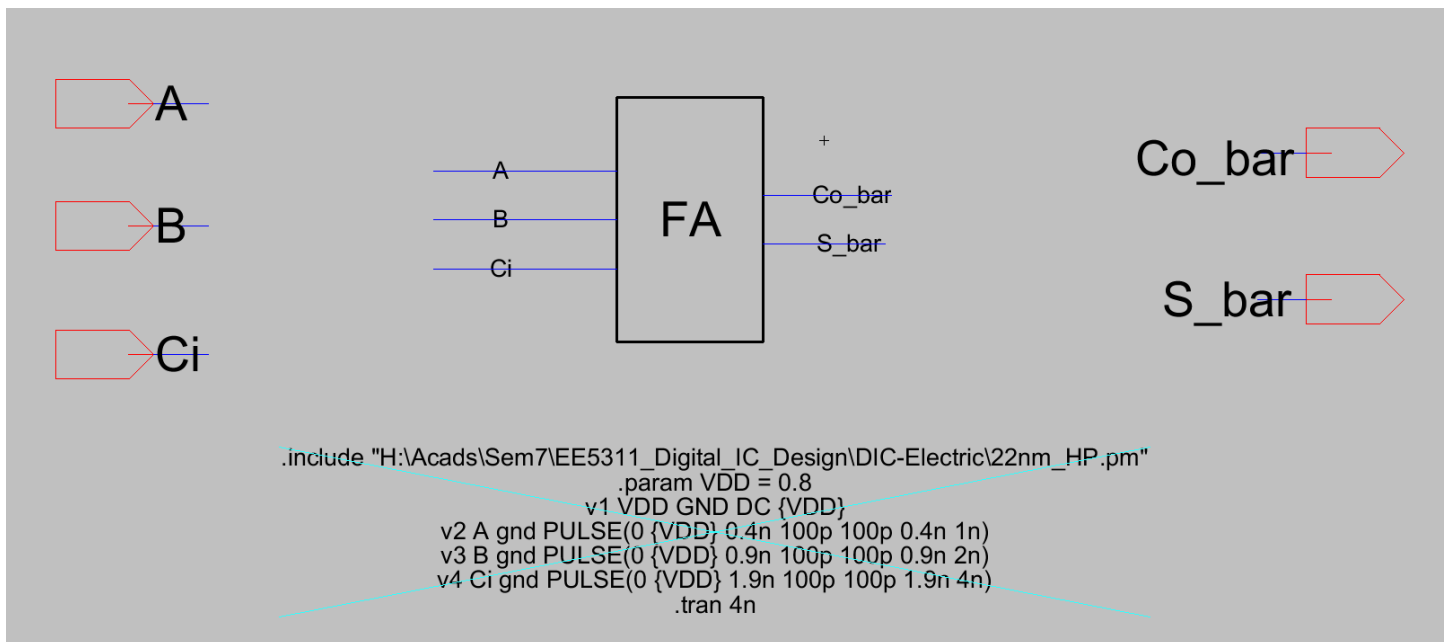 A
B
Ci
A
B
Ci
FA
Co_bar
S_bar
Co_bar
S_bar
.include "H:\Acads\Sem7\EE5311_Digital_IC_Design\DIC-Electric\22nm_HP.pm"
.param VDD = 0.8
v1 VDD GND DC {VDD}
v2 A gnd PULSE(0 {VDD} 0.4n 100p 100p 0.4n 1n)
v3 B gnd PULSE(0 {VDD} 0.9n 100p 100p 0.9n 2n)
v4 Ci gnd PULSE(0 {VDD} 1.9n 100p 100p 1.9n 4n)
.tran 4n